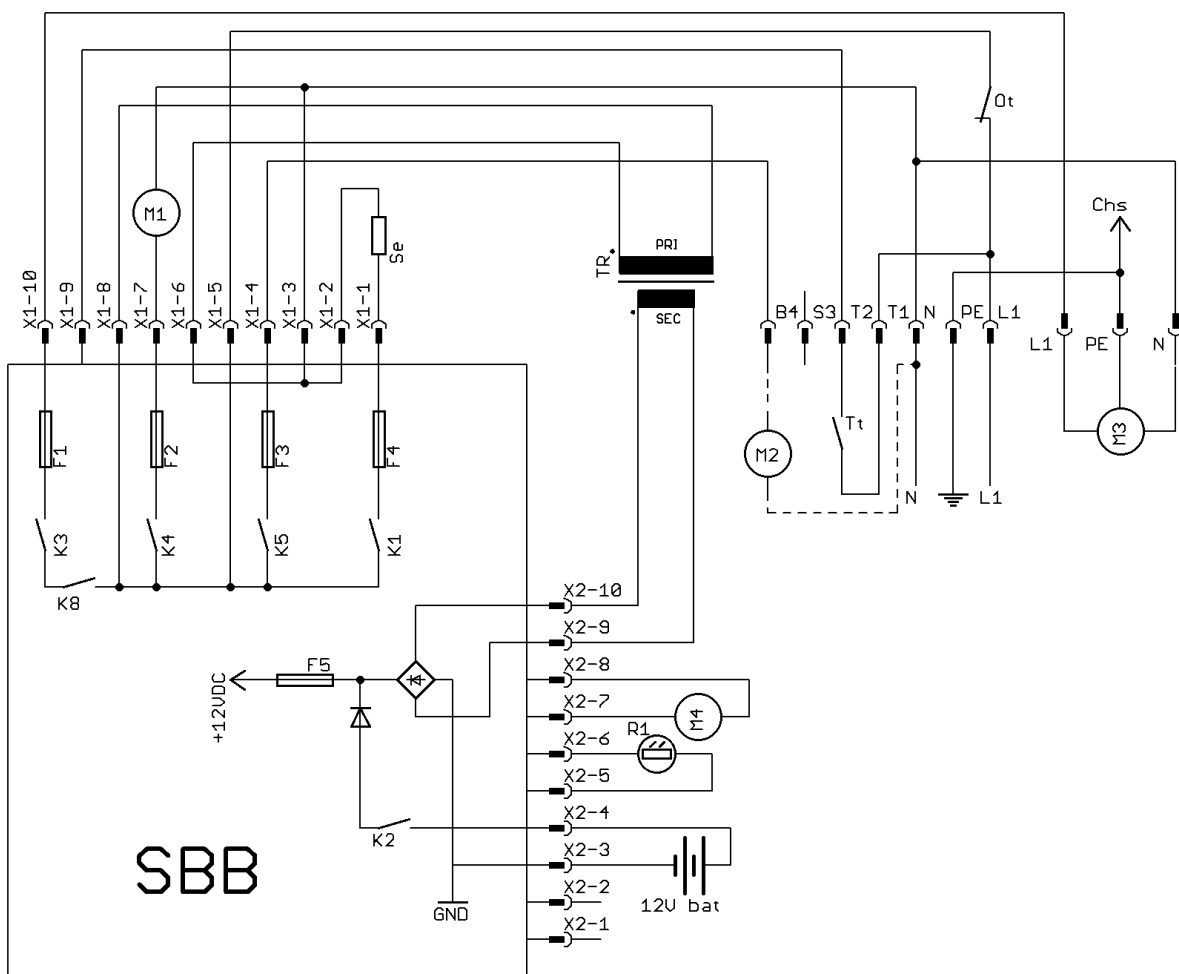 Ot
Chs
M1
Se
PRI
TR
SEC
X1-10
X1-9
X1-8
X1-7
X1-6
X1-5
X1-4
X1-3
X1-2
X1-1
B4
S3
T2
T1
N
PE
L1
L1
PE
N
F1
F2
F3
F4
M2
Tt
M3
N
L1
K3
K4
K5
K1
K8
X2-10
X2-9
X2-8
X2-7
X2-6
X2-5
X2-4
X2-3
X2-2
X2-1
F5
+12VDC
M4
R1
K2
SBB
GND
12V bat